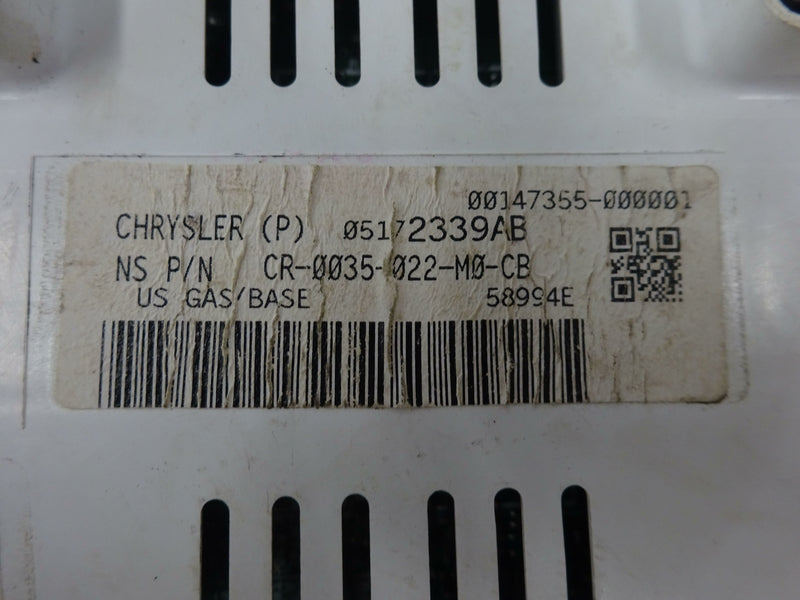 00147355-000001
CHRYSLER (P) 05172339AB
NS P/N CR-0035-022-M0-CB
US GAS/BASE 58994E